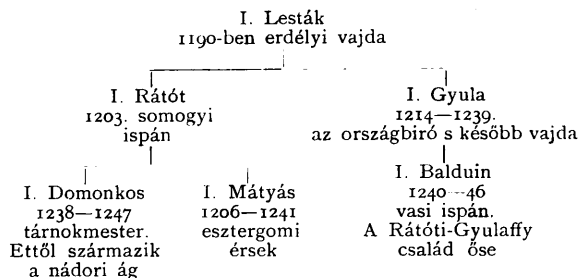 I. Lesták
1190-ben erdélyi vajda
I. Rátót
1203. somogyi
ispán
I. Gyula
1214—1239.
az országbiró s később vajda
I. Domonkos
1238—1247
tárnokmester.
Ettől származik
a nádori ág
I. Mátyás
1206—1241
esztergomi
érsek
I. Balduin
1240—46
vasi ispán.
A Rátóti-Gyulaffy
család őse